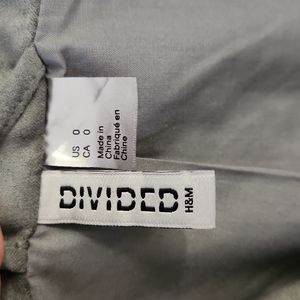 US 0
CA 0
Made in
China
Fabriqué en
Chine
DIVIDED
H&M